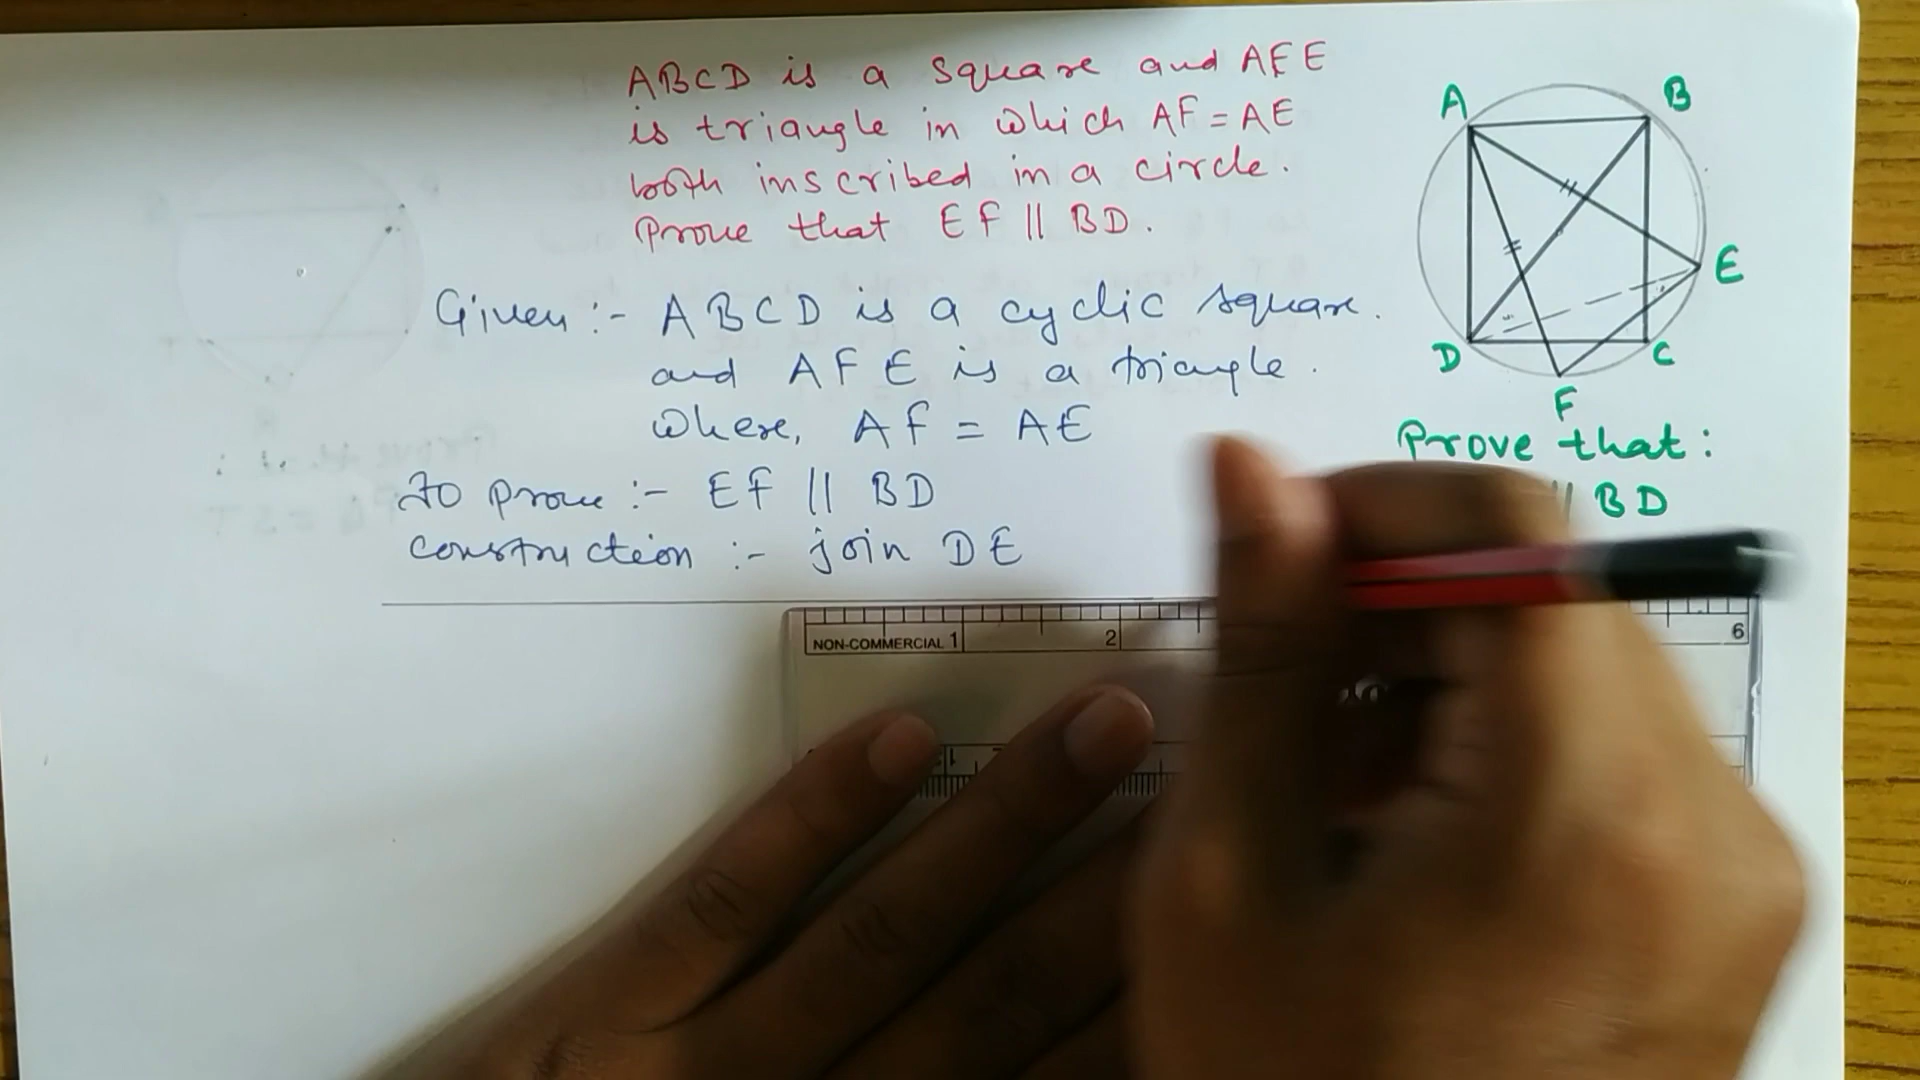 ABCD is a square and AFE
is triangle in which AF = AE
both inscribed in a circle.
Prove that EF || BD.
Given :- ABCD is a cyclic square.
and AFE is a triangle.
Where, AF = AE
To prove :- EF || BD
construction :- join DE
A
B
E
D
C
F
Prove that:
|| BD
NON-COMMERCIAL 1
2
6